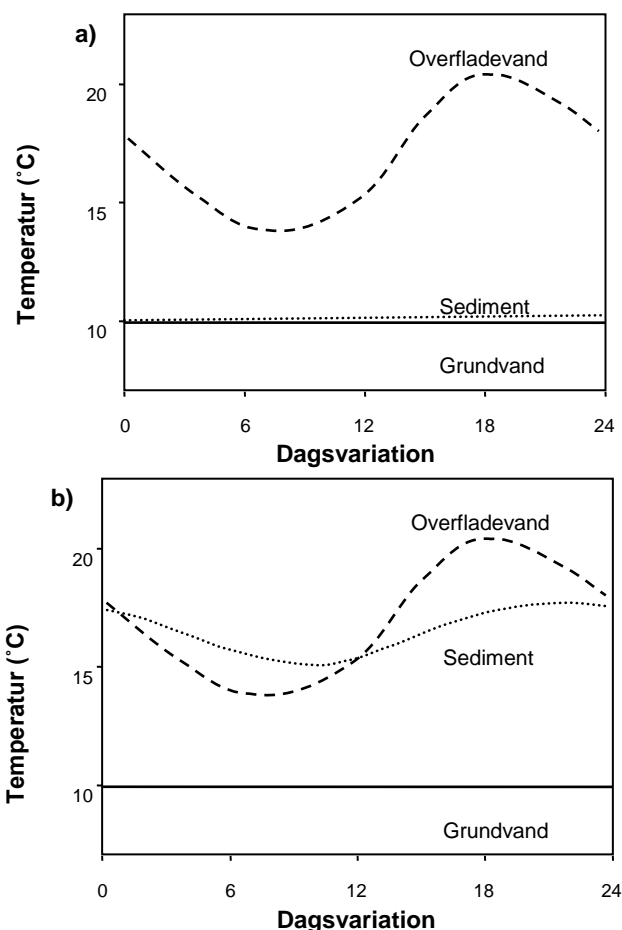 a)
Overfladevand
20
15
10
Temperatur (˚C)
Sediment
Grundvand
0 6 12 18 24
Dagsvariation
b)
Overfladevand
20
15
10
Temperatur (˚C)
Sediment
Grundvand
0 6 12 18 24
Dagsvariation